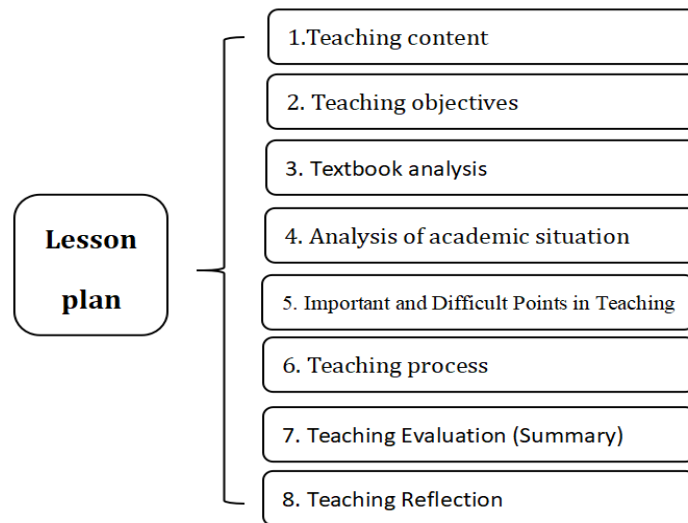 Lesson
plan
1.Teaching content
2. Teaching objectives
3. Textbook analysis
4. Analysis of academic situation
5. Important and Difficult Points in Teaching
6. Teaching process
7. Teaching Evaluation (Summary)
8. Teaching Reflection